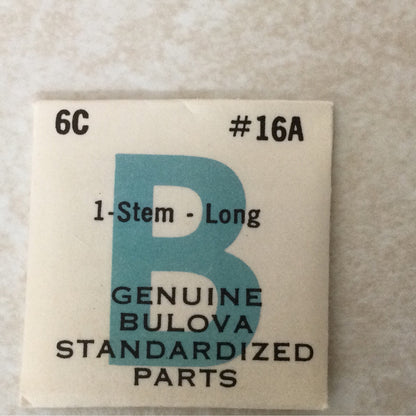 6C #16A
1-Stem - Long
B
GENUINE
BULOVA
STANDARDIZED
PARTS